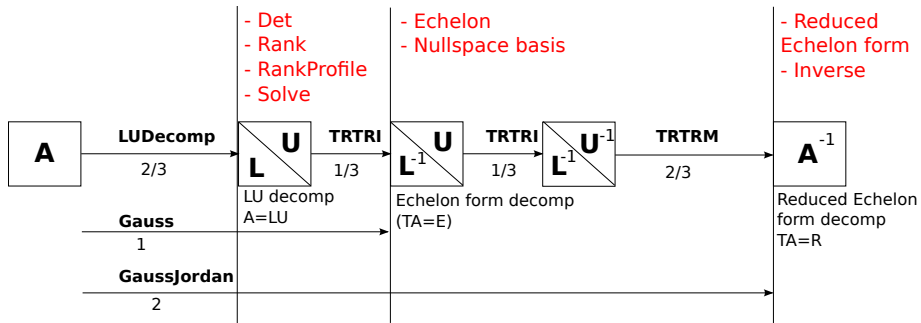 - Det
- Rank
- RankProfile
- Solve
- Echelon
- Nullspace basis
- Reduced
Echelon form
- Inverse
A
LUDecomp
2/3
L
U
TRTRI
1/3
L⁻¹
U
TRTRI
1/3
L⁻¹
U⁻¹
TRTRM
2/3
A⁻¹
LU decomp
A=LU
Echelon form decomp
(TA=E)
Reduced Echelon
form decomp
TA=R
Gauss
1
GaussJordan
2